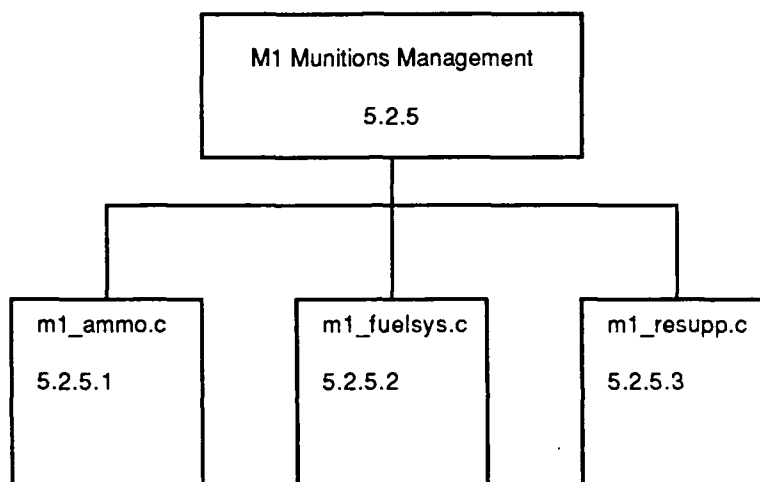 M1 Munitions Management
5.2.5
m1_ammo.c
5.2.5.1
m1_fuelsys.c
5.2.5.2
m1_resupp.c
5.2.5.3